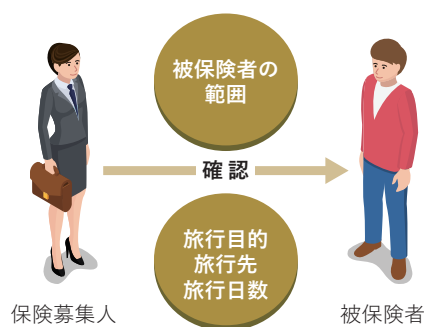 被保険者の
範囲
確認
旅行目的
旅行先
旅行日数
保険募集人
被保険者